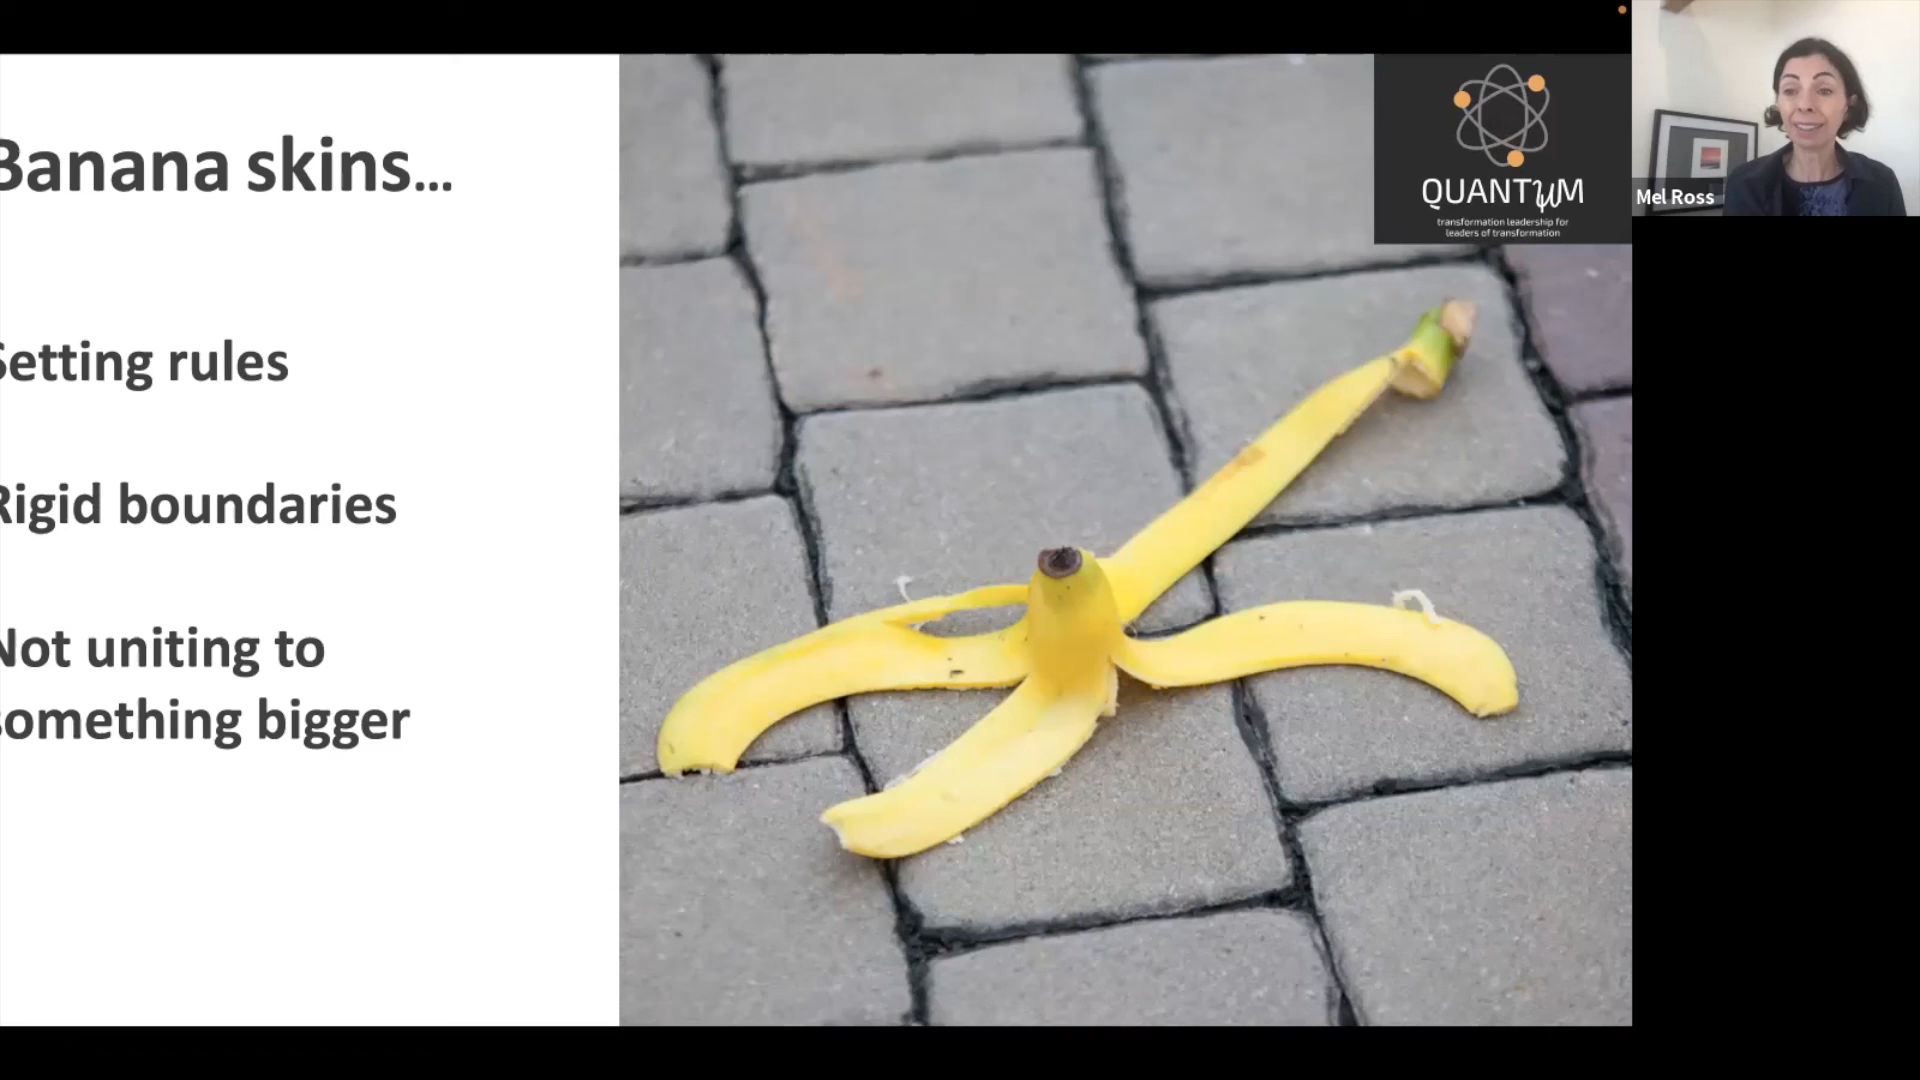 Banana skins...
Setting rules
Rigid boundaries
Not uniting to
something bigger
QUANTUM
transformation leadership for
leaders of transformation
Mel Ross